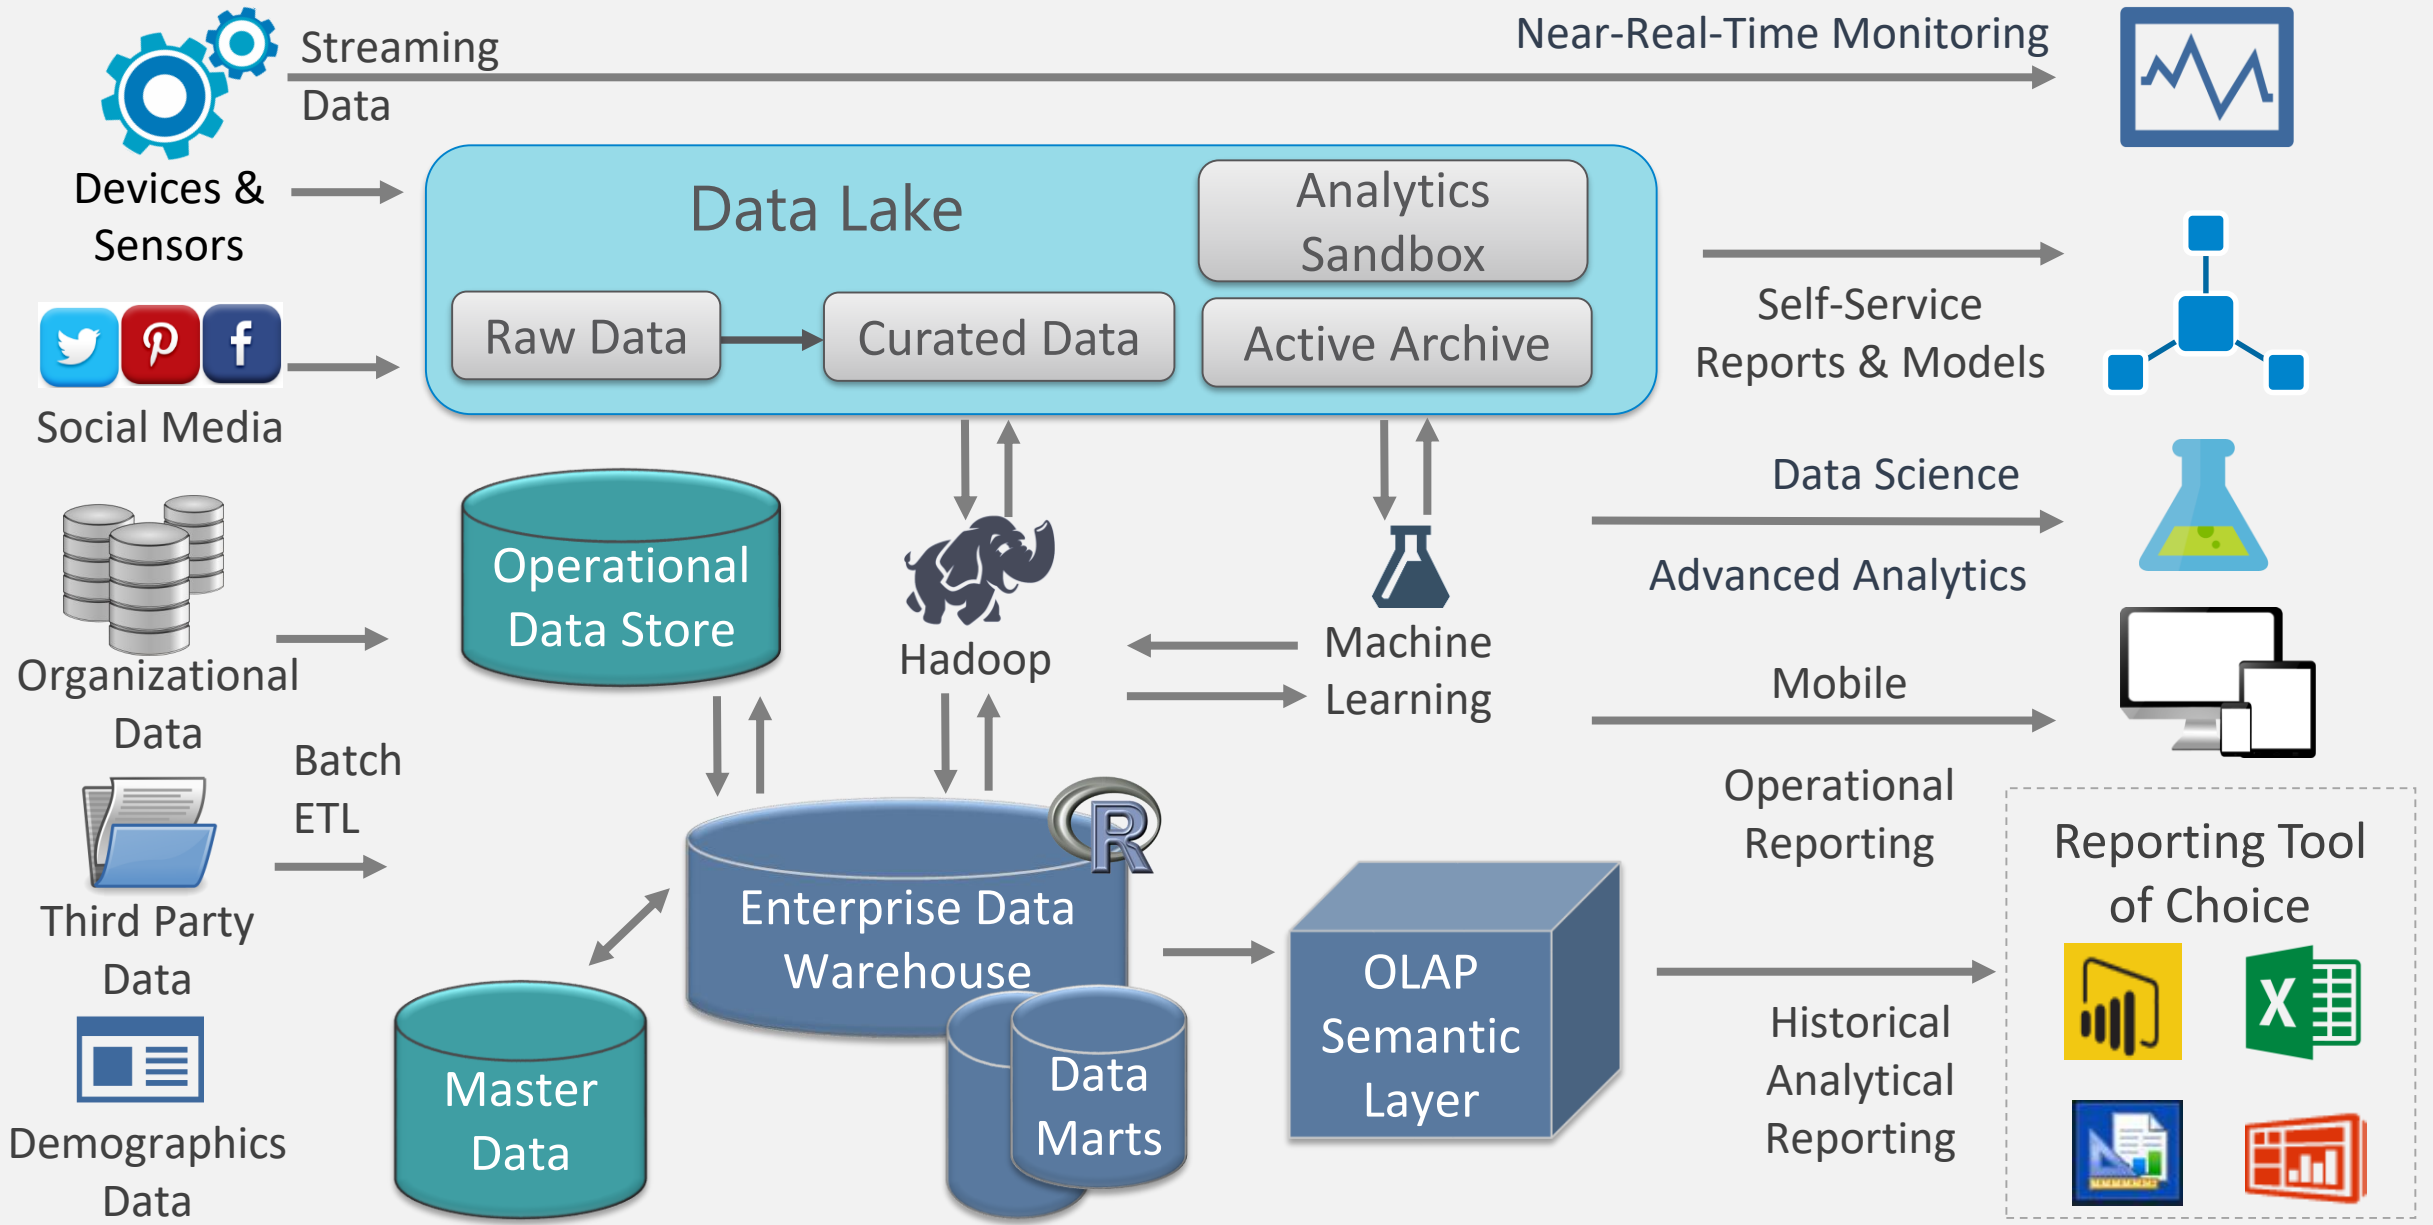 Streaming
Data
Near-Real-Time Monitoring
Devices &
Sensors
Data Lake
Analytics
Sandbox
Raw Data
Curated Data
Active Archive
Self-Service
Reports & Models
Social Media
Operational
Data Store
Hadoop
Machine
Learning
Data Science
Advanced Analytics
Organizational
Data
Mobile
Operational
Reporting
Batch
ETL
Third Party
Data
R
Enterprise Data
Warehouse
Master
Data
Data
Marts
OLAP
Semantic
Layer
Historical
Analytical
Reporting
Reporting Tool
of Choice
X
Demographics
Data